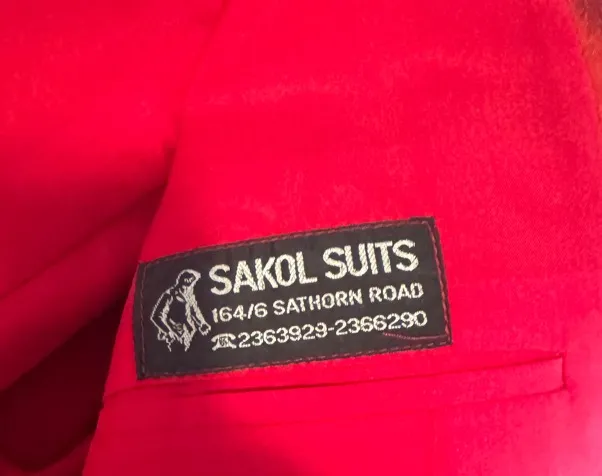 SAKOL SUITS
164/6 SATHORN ROAD
☎2363929-2366290